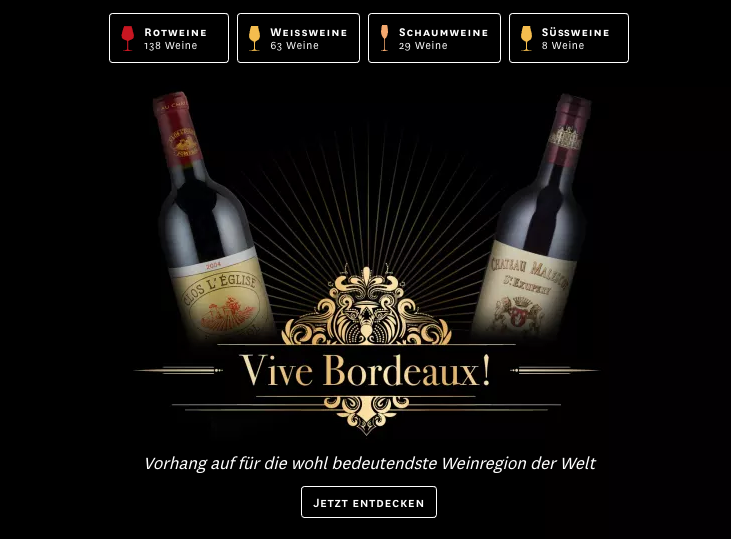 Rotweine
138 Weine
Weissweine
63 Weine
Schaumweine
29 Weine
Süssweine
8 Weine
2004
CLOS L'ÉGLISE
CHATEAU MALESCOT
ST EXUPERY
Vive Bordeaux!
Vorhang auf für die wohl bedeutendste Weinregion der Welt
Jetzt entdecken